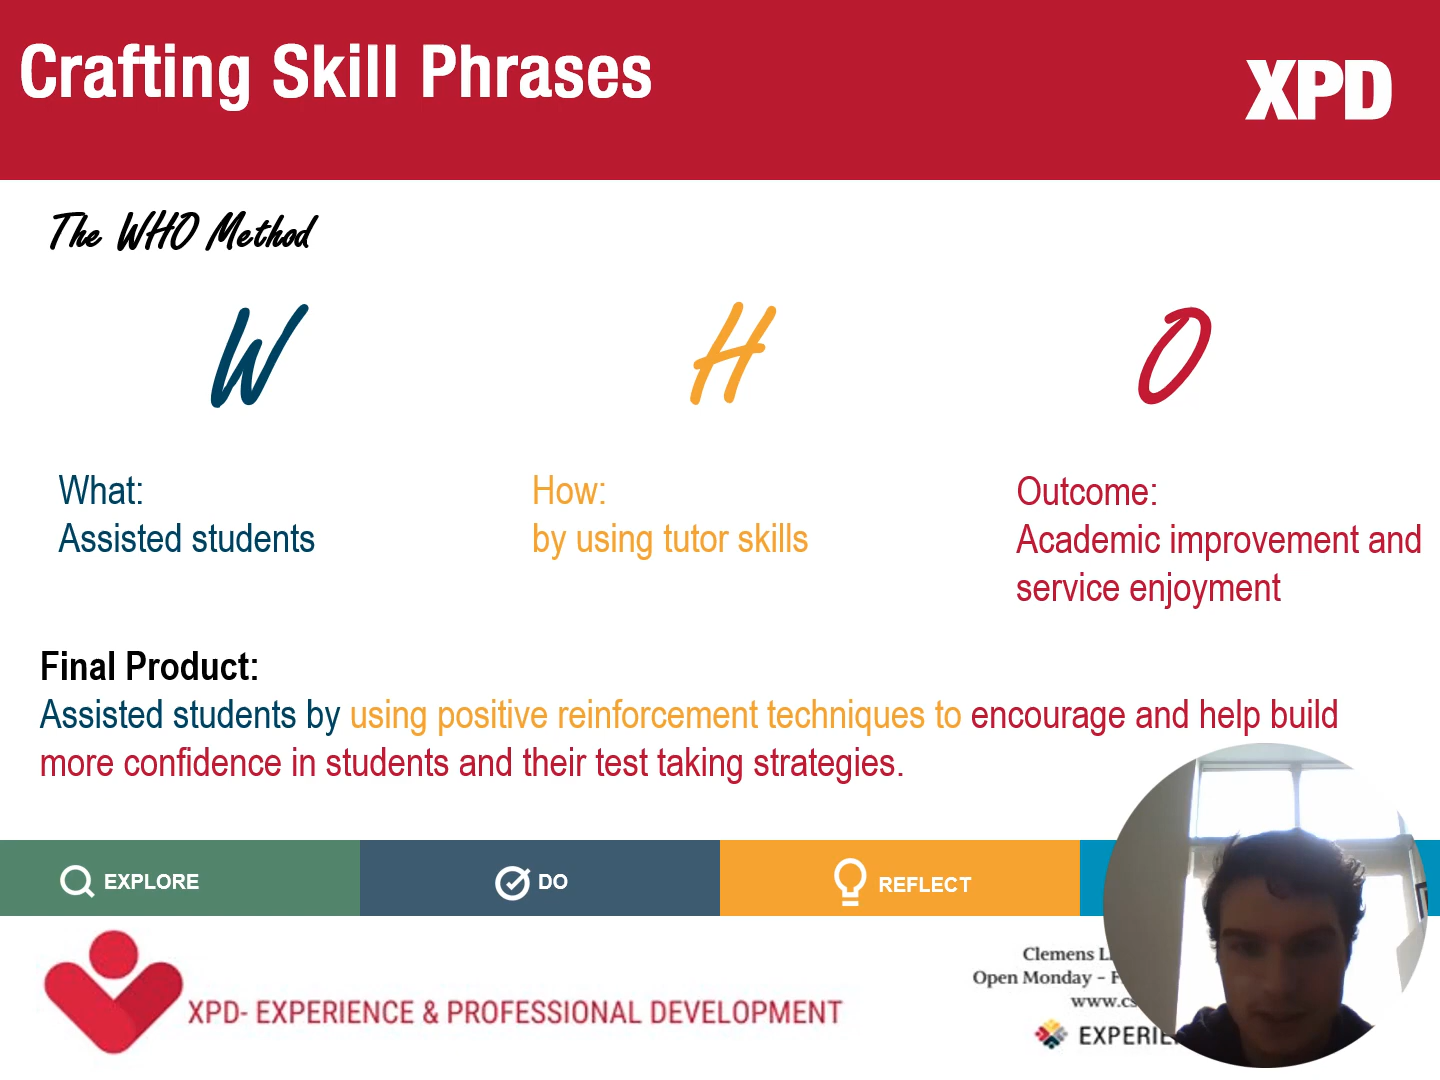 Crafting Skill Phrases
XPD
The WHO Method
W
H
O
What:
Assisted students
How:
by using tutor skills
Outcome:
Academic improvement and
service enjoyment
Final Product:
Assisted students by using positive reinforcement techniques to encourage and help build
more confidence in students and their test taking strategies.
EXPLORE
DO
REFLECT
XPD- EXPERIENCE & PROFESSIONAL DEVELOPMENT
Clemens
Open Monday –